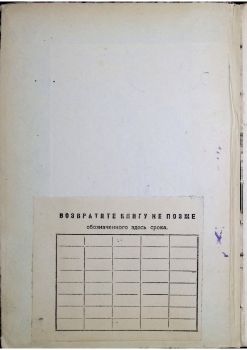 ВОЗВРАТИТЕ КНИГУ НЕ ПОЗЖЕ
обозначенного здесь срока.